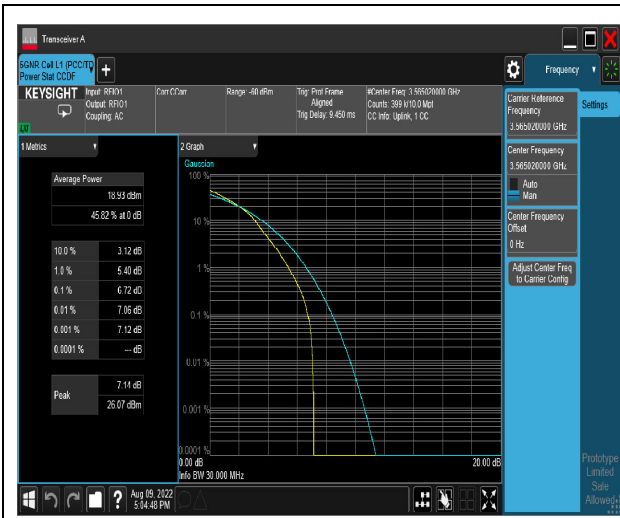 Transceiver A
5GNR Cell L1 (PCC/TD
Power Stat CCDF
Frequency
KEYSIGHT
Input: RFIO1
Output: RFIO1
Coupling: AC
Corr CCorr
Range: -60 dBm
Trig: Prot Frame
Aligned
Trig Delay: 9.450 ms
#Center Freq: 3.565020000 GHz
Counts: 399 k/10.0 Mpt
CC Info: Uplink, 1 CC
LVI
1 Metrics
Average Power
18.93 dBm
45.82 % at 0 dB
10.0 % 3.12 dB
1.0 % 5.40 dB
0.1 % 6.72 dB
0.01 % 7.06 dB
0.001 % 7.12 dB
0.0001 % --- dB
Peak
7.14 dB
26.07 dBm
2 Graph
Gaussian
100 %
10 %
1 %
0.1 %
0.01 %
0.001 %
0.0001 %
0.00 dB
20.00 dB
Info BW 30.000 MHz
Carrier Reference
Frequency
3.565020000 GHz
Settings
Center Frequency
3.565020000 GHz
Auto
Man
Center Frequency
Offset
0 Hz
Adjust Center Freq
to Carrier Config
Prototype
Limited
Sale
Allowed
?
Aug 09, 2022
5:04:48 PM